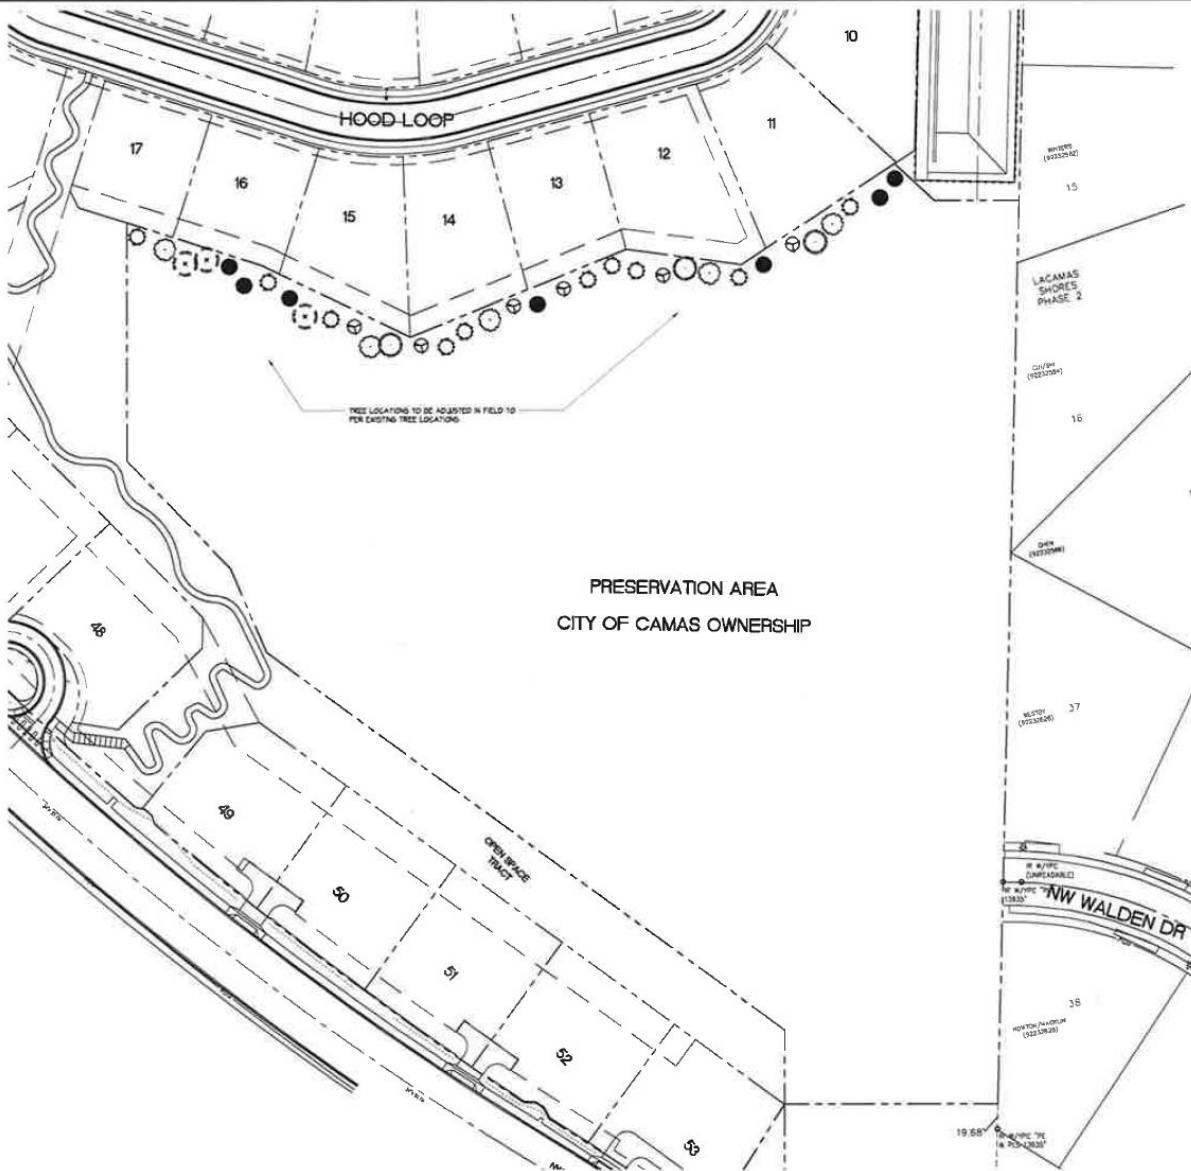 10
HOOD LOOP
11
12
17
16
13
15
14
15
LACAMAS
SHORES
PHASE 2
16
TREE LOCATIONS TO BE ADJUSTED IN FIELD TO
PER EXISTING TREE LOCATIONS
PRESERVATION AREA
CITY OF CAMAS OWNERSHIP
48
37
49
OPEN SPACE
TRACT
50
(UNREADABLE)
NW WALDEN DR
51
38
52
53
19.68'